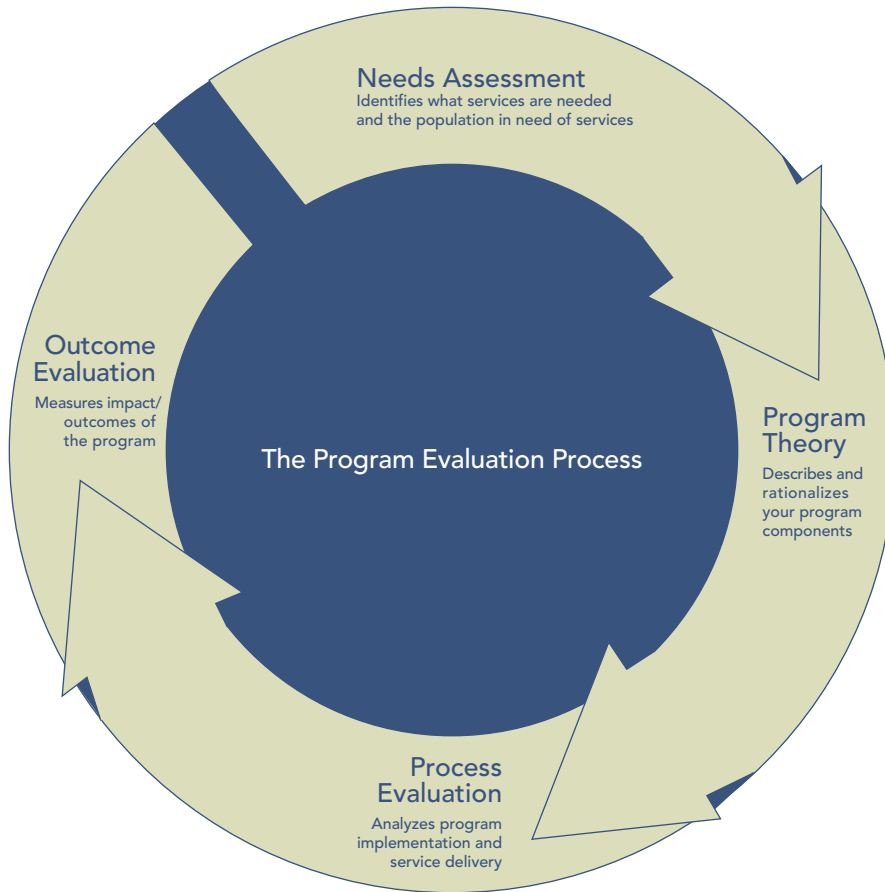 Needs Assessment
Identifies what services are needed
and the population in need of services
Program
Theory
Describes and
rationalizes
your program
components
Process
Evaluation
Analyzes program
implementation and
service delivery
Outcome
Evaluation
Measures impact/
outcomes of
the program
The Program Evaluation Process